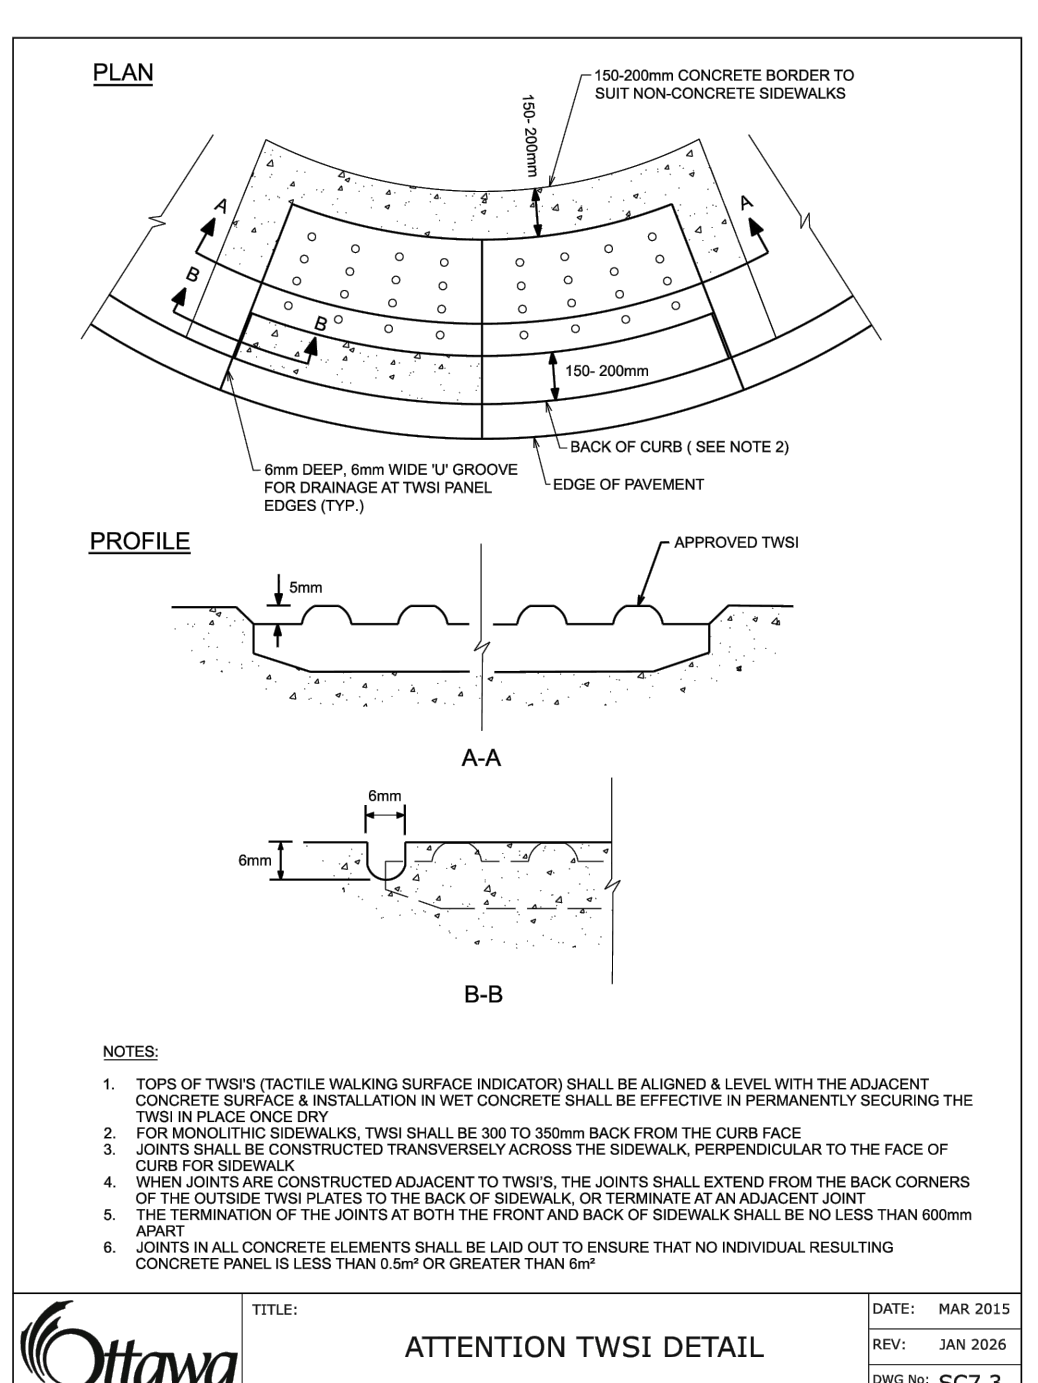 PLAN
150-200mm CONCRETE BORDER TO
SUIT NON-CONCRETE SIDEWALKS
150- 200mm
A
A
B
B
150- 200mm
BACK OF CURB ( SEE NOTE 2)
6mm DEEP, 6mm WIDE 'U' GROOVE
FOR DRAINAGE AT TWSI PANEL
EDGES (TYP.)
EDGE OF PAVEMENT
PROFILE
APPROVED TWSI
5mm
A-A
6mm
6mm
B-B
NOTES:
1. TOPS OF TWSI'S (TACTILE WALKING SURFACE INDICATOR) SHALL BE ALIGNED & LEVEL WITH THE ADJACENT
CONCRETE SURFACE & INSTALLATION IN WET CONCRETE SHALL BE EFFECTIVE IN PERMANENTLY SECURING THE
TWSI IN PLACE ONCE DRY
2. FOR MONOLITHIC SIDEWALKS, TWSI SHALL BE 300 TO 350mm BACK FROM THE CURB FACE
3. JOINTS SHALL BE CONSTRUCTED TRANSVERSELY ACROSS THE SIDEWALK, PERPENDICULAR TO THE FACE OF
CURB FOR SIDEWALK
4. WHEN JOINTS ARE CONSTRUCTED ADJACENT TO TWSI'S, THE JOINTS SHALL EXTEND FROM THE BACK CORNERS
OF THE OUTSIDE TWSI PLATES TO THE BACK OF SIDEWALK, OR TERMINATE AT AN ADJACENT JOINT
5. THE TERMINATION OF THE JOINTS AT BOTH THE FRONT AND BACK OF SIDEWALK SHALL BE NO LESS THAN 600mm
APART
6. JOINTS IN ALL CONCRETE ELEMENTS SHALL BE LAID OUT TO ENSURE THAT NO INDIVIDUAL RESULTING
CONCRETE PANEL IS LESS THAN 0.5m² OR GREATER THAN 6m²
Ottawa
TITLE:
ATTENTION TWSI DETAIL
DATE: MAR 2015
REV: JAN 2026
DWG No: SC7.3